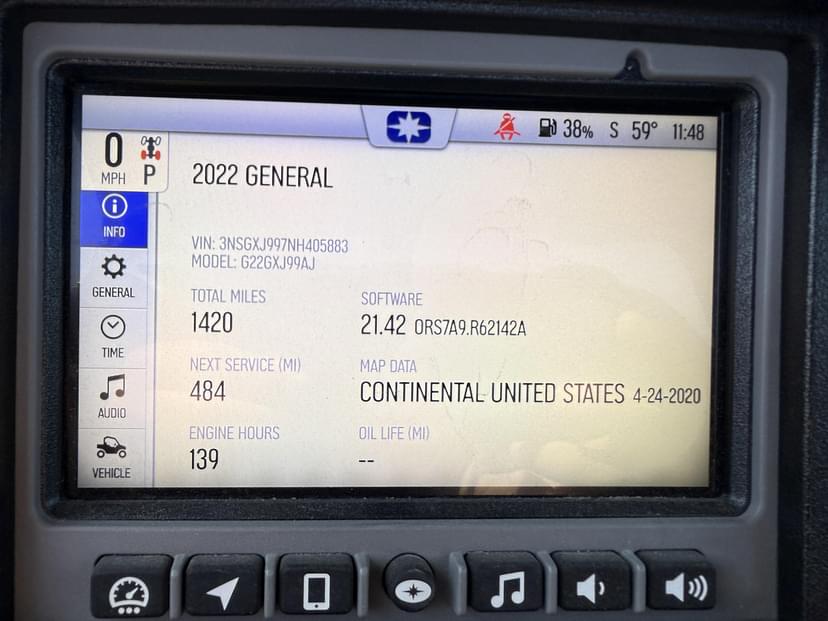 0
MPH
P
38%
S
59°
11:48
2022 GENERAL
INFO
VIN: 3NSGXJ997NH405883
MODEL: G22GXJ99AJ
GENERAL
TOTAL MILES
SOFTWARE
1420
21.42 ORS7A9.R62142A
TIME
NEXT SERVICE (MI)
MAP DATA
484
CONTINENTAL UNITED STATES 4-24-2020
AUDIO
ENGINE HOURS
OIL LIFE (MI)
139
--
VEHICLE